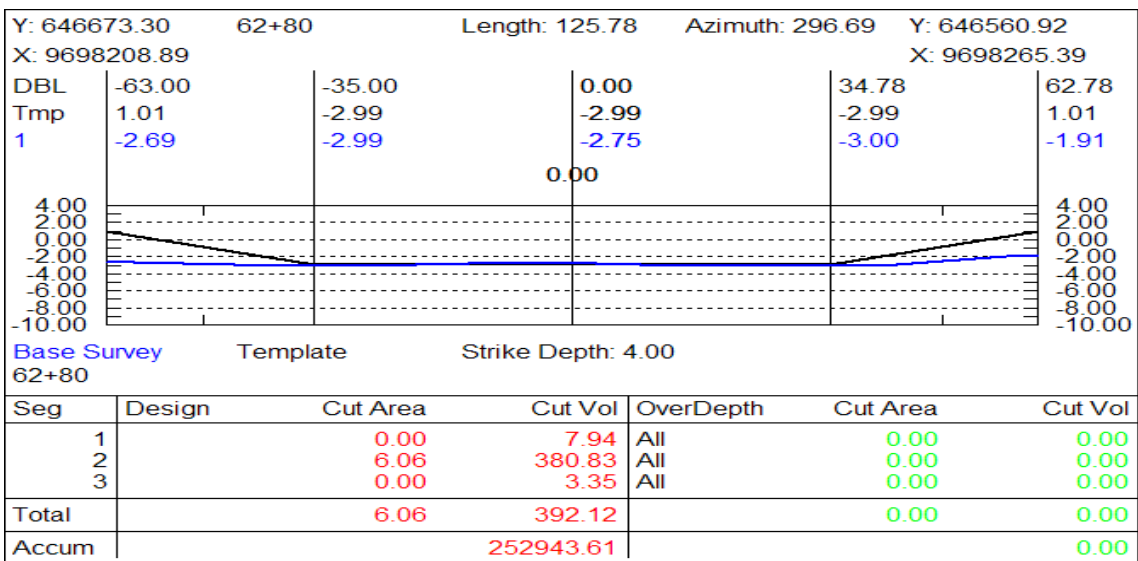 Y: 646673.30 62+80 Length: 125.78 Azimuth: 296.69 Y: 646560.92
X: 9698208.89 X: 9698265.39
DBL -63.00 -35.00 0.00 34.78 62.78
Tmp 1.01 -2.99 -2.99 -2.99 1.01
1 -2.69 -2.99 -2.75 -3.00 -1.91
0.00
4.00 4.00
2.00 2.00
0.00 0.00
-2.00 -2.00
-4.00 -4.00
-6.00 -6.00
-8.00 -8.00
-10.00 -10.00
Base Survey Template Strike Depth: 4.00
62+80
Seg Design Cut Area Cut Vol OverDepth Cut Area Cut Vol
1 0.00 7.94 All 0.00 0.00
2 6.06 380.83 All 0.00 0.00
3 0.00 3.35 All 0.00 0.00
Total 6.06 392.12 0.00 0.00
Accum 252943.61 0.00